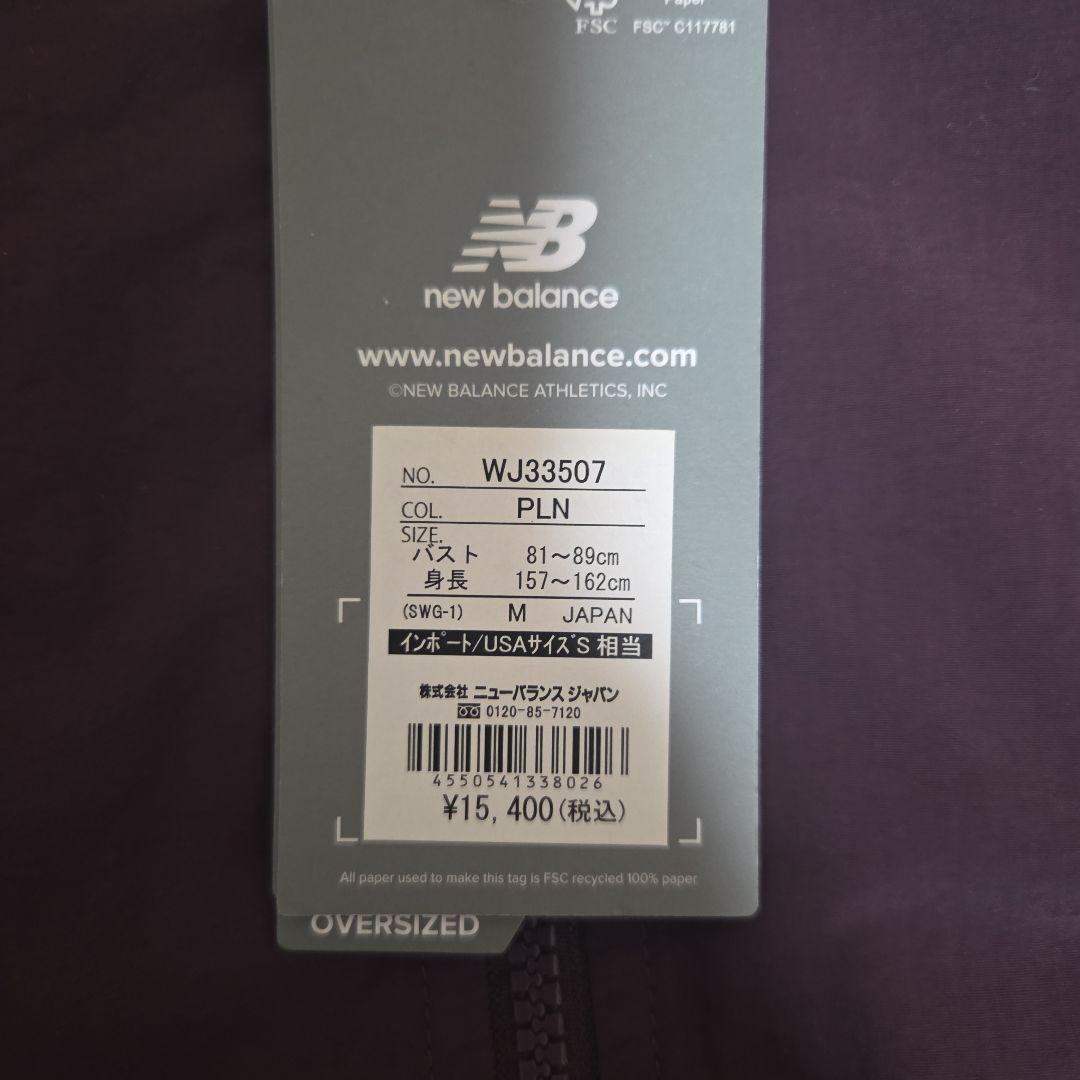 Paper
FSC FSC™ C117781
NB
new balance
www.newbalance.com
©NEW BALANCE ATHLETICS, INC
NO. WJ33507
COL. PLN
SIZE.
バスト 81～89cm
身長 157～162cm
(SWG-1) M JAPAN
インポート/USAサイズS 相当
株式会社 ニューバランス ジャパン
0120-85-7120
4550541338026
¥15,400(税込)
All paper used to make this tag is FSC recycled 100% paper
OVERSIZED